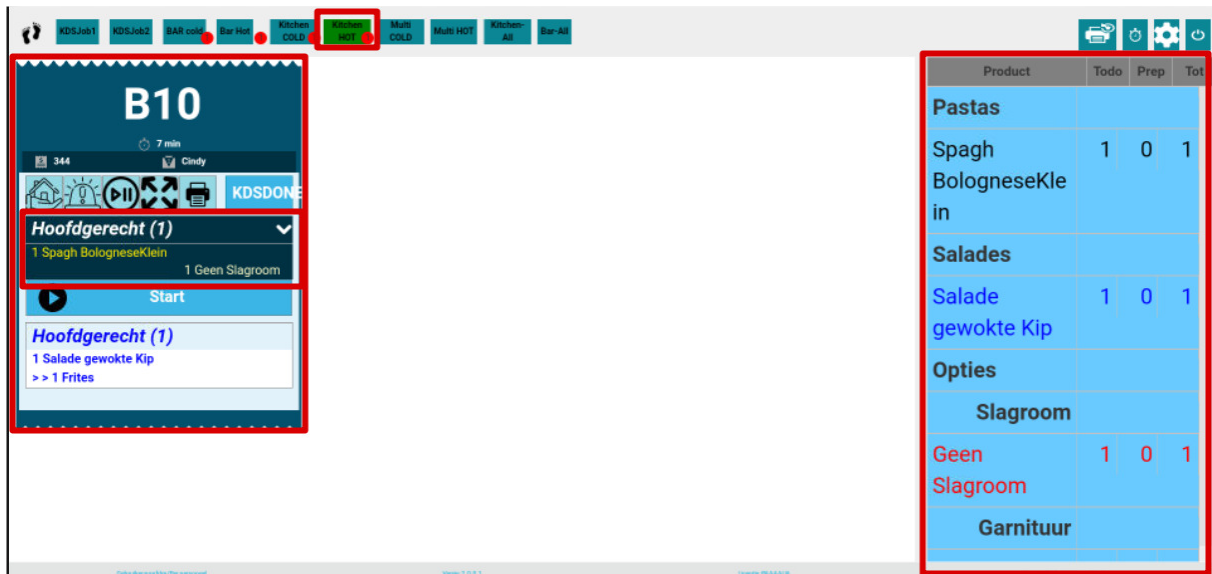 KDSJob1
KDSJob2
BAR cold
Bar Hot
Kitchen
COLD
Kitchen
HOT
Multi
COLD
Multi HOT
Kitchen-
All
Bar-All
B10
7 min
344
Cindy
KDSDONE
Hoofdgerecht (1)
1 Spagh BologneseKlein
1 Geen Slagroom
Start
Hoofdgerecht (1)
1 Salade gewokte Kip
> > 1 Frites
Product Todo Prep Tot
Pastas
Spagh 1 0 1
BologneseKle
in
Salades
Salade 1 0 1
gewokte Kip
Opties
Slagroom
Geen 1 0 1
Slagroom
Garnituur